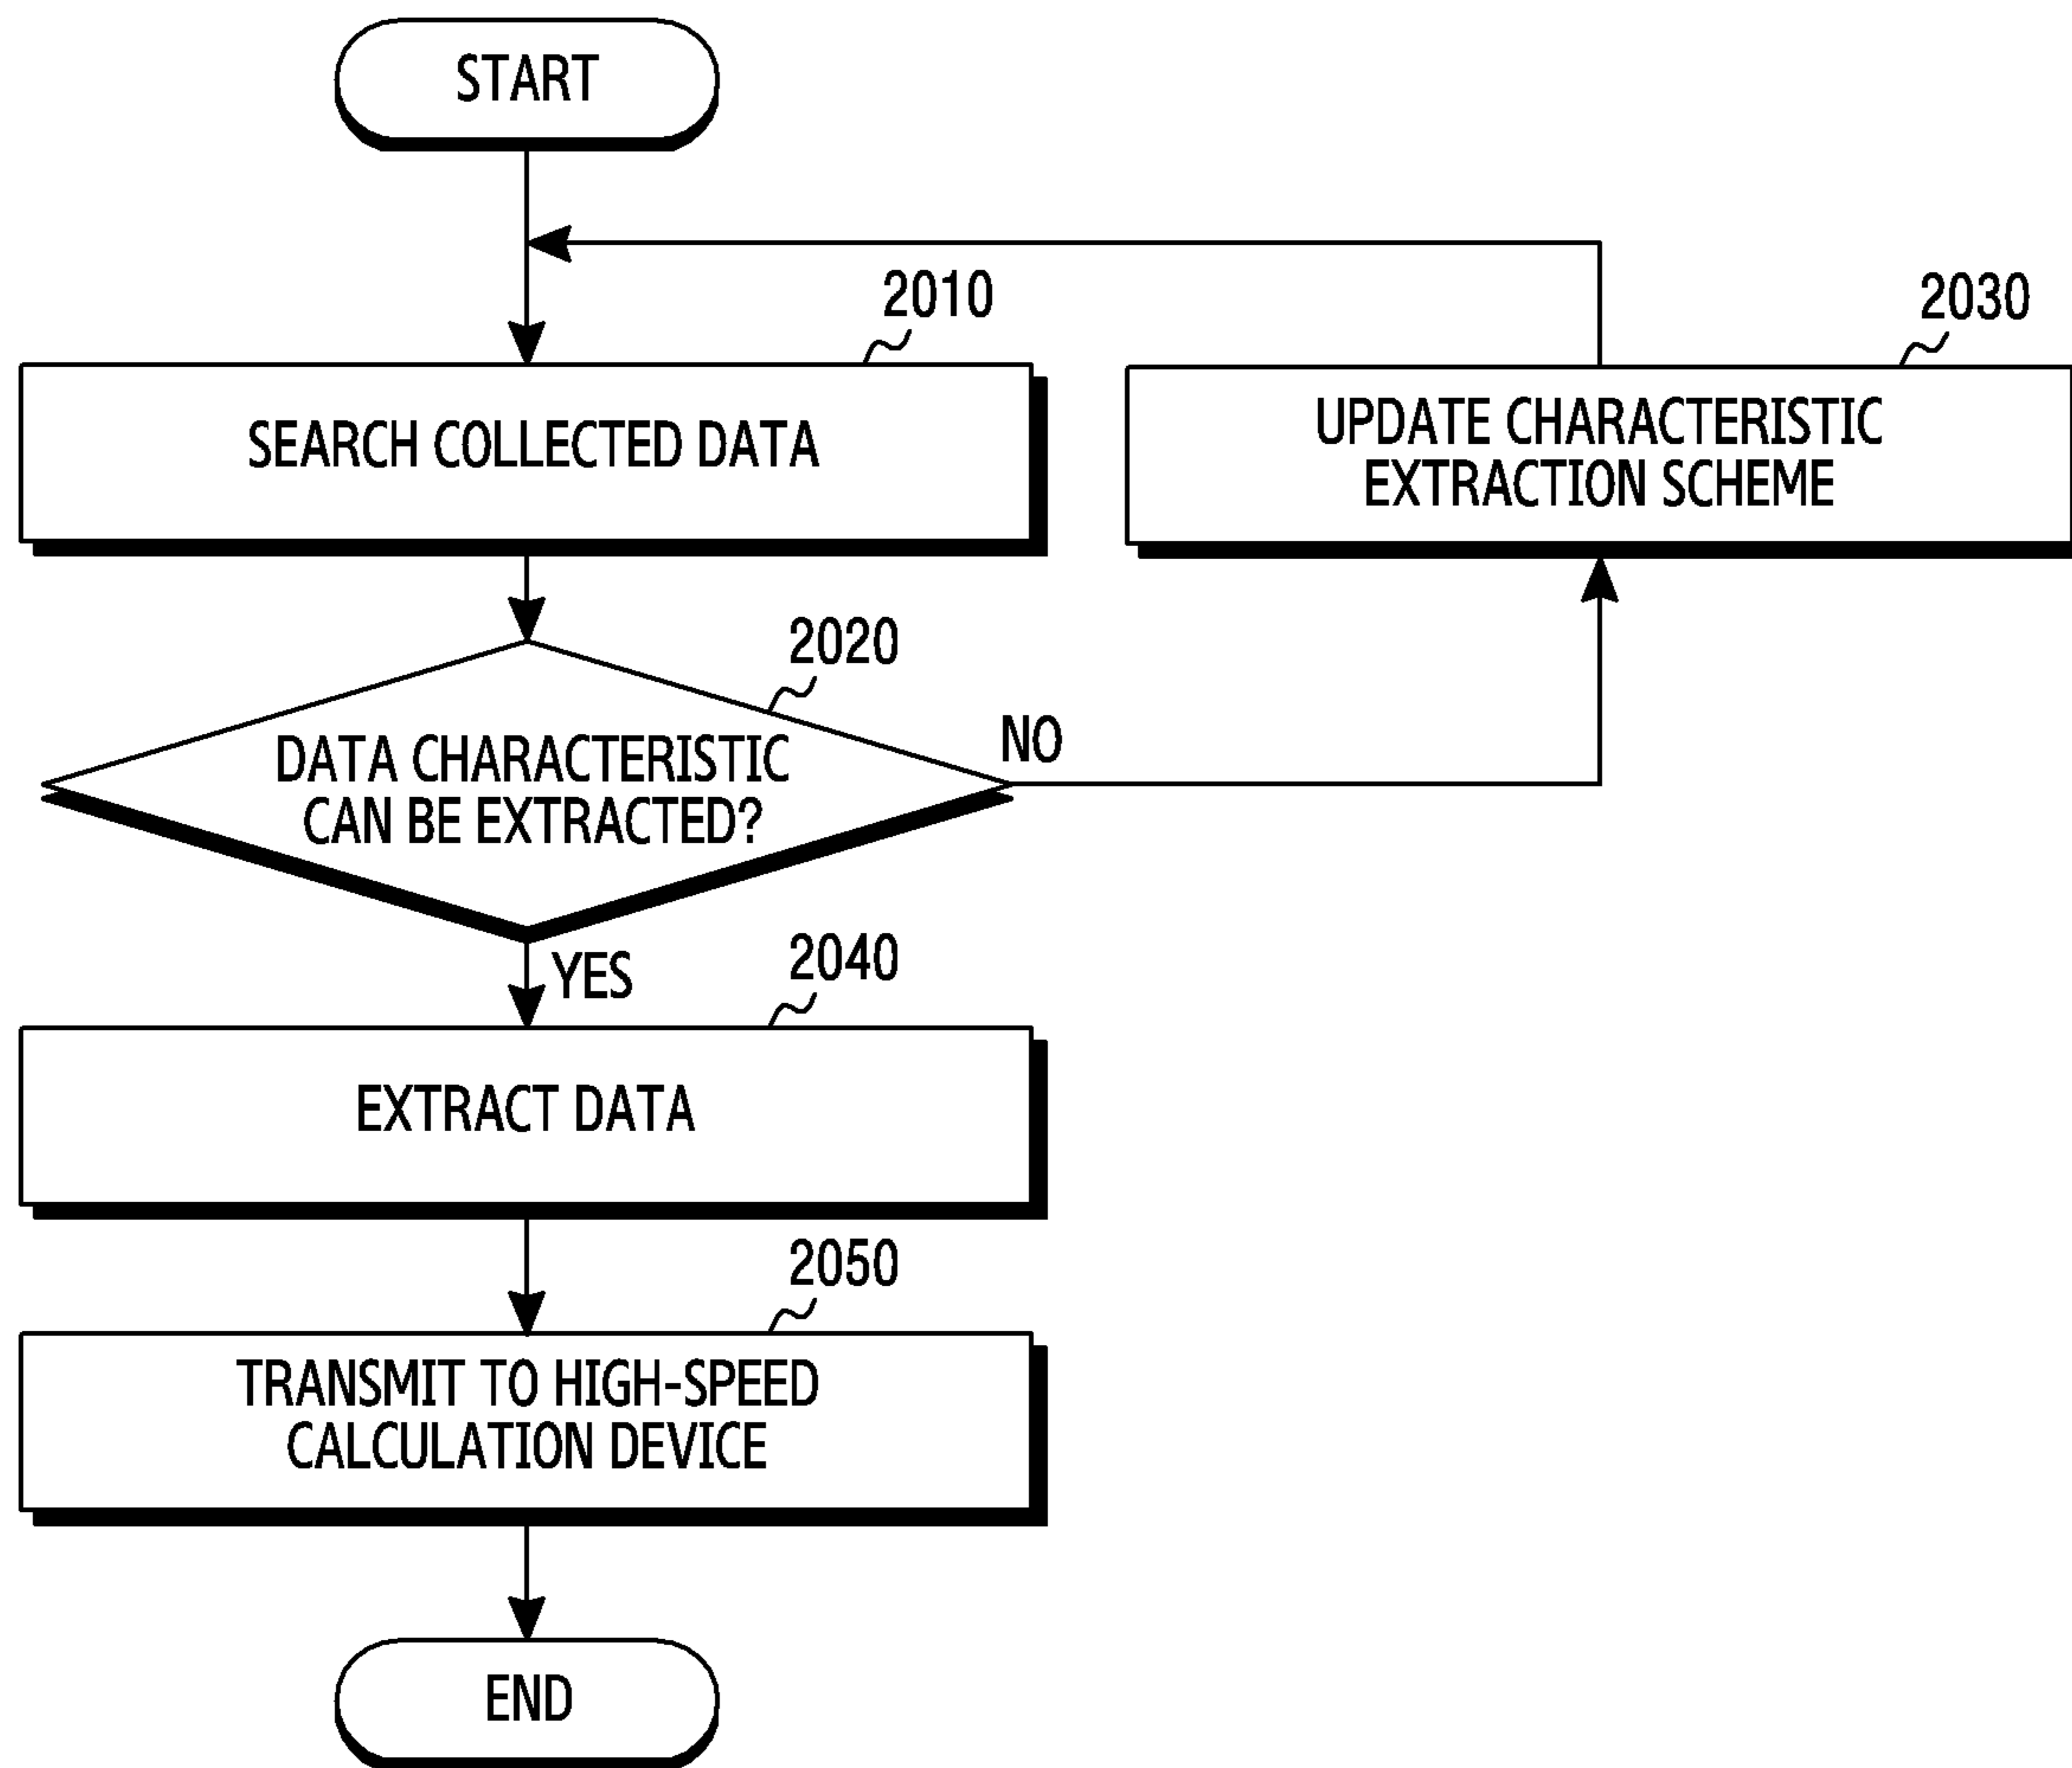 START
2010
SEARCH COLLECTED DATA
2030
UPDATE CHARACTERISTIC
EXTRACTION SCHEME
2020
DATA CHARACTERISTIC
CAN BE EXTRACTED?
NO
YES
2040
EXTRACT DATA
2050
TRANSMIT TO HIGH-SPEED
CALCULATION DEVICE
END